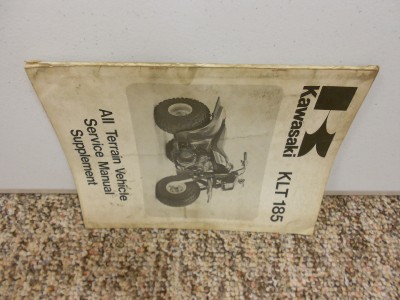 Kawasaki
KLT 185
All Terrain Vehicle
Service Manual
Supplement